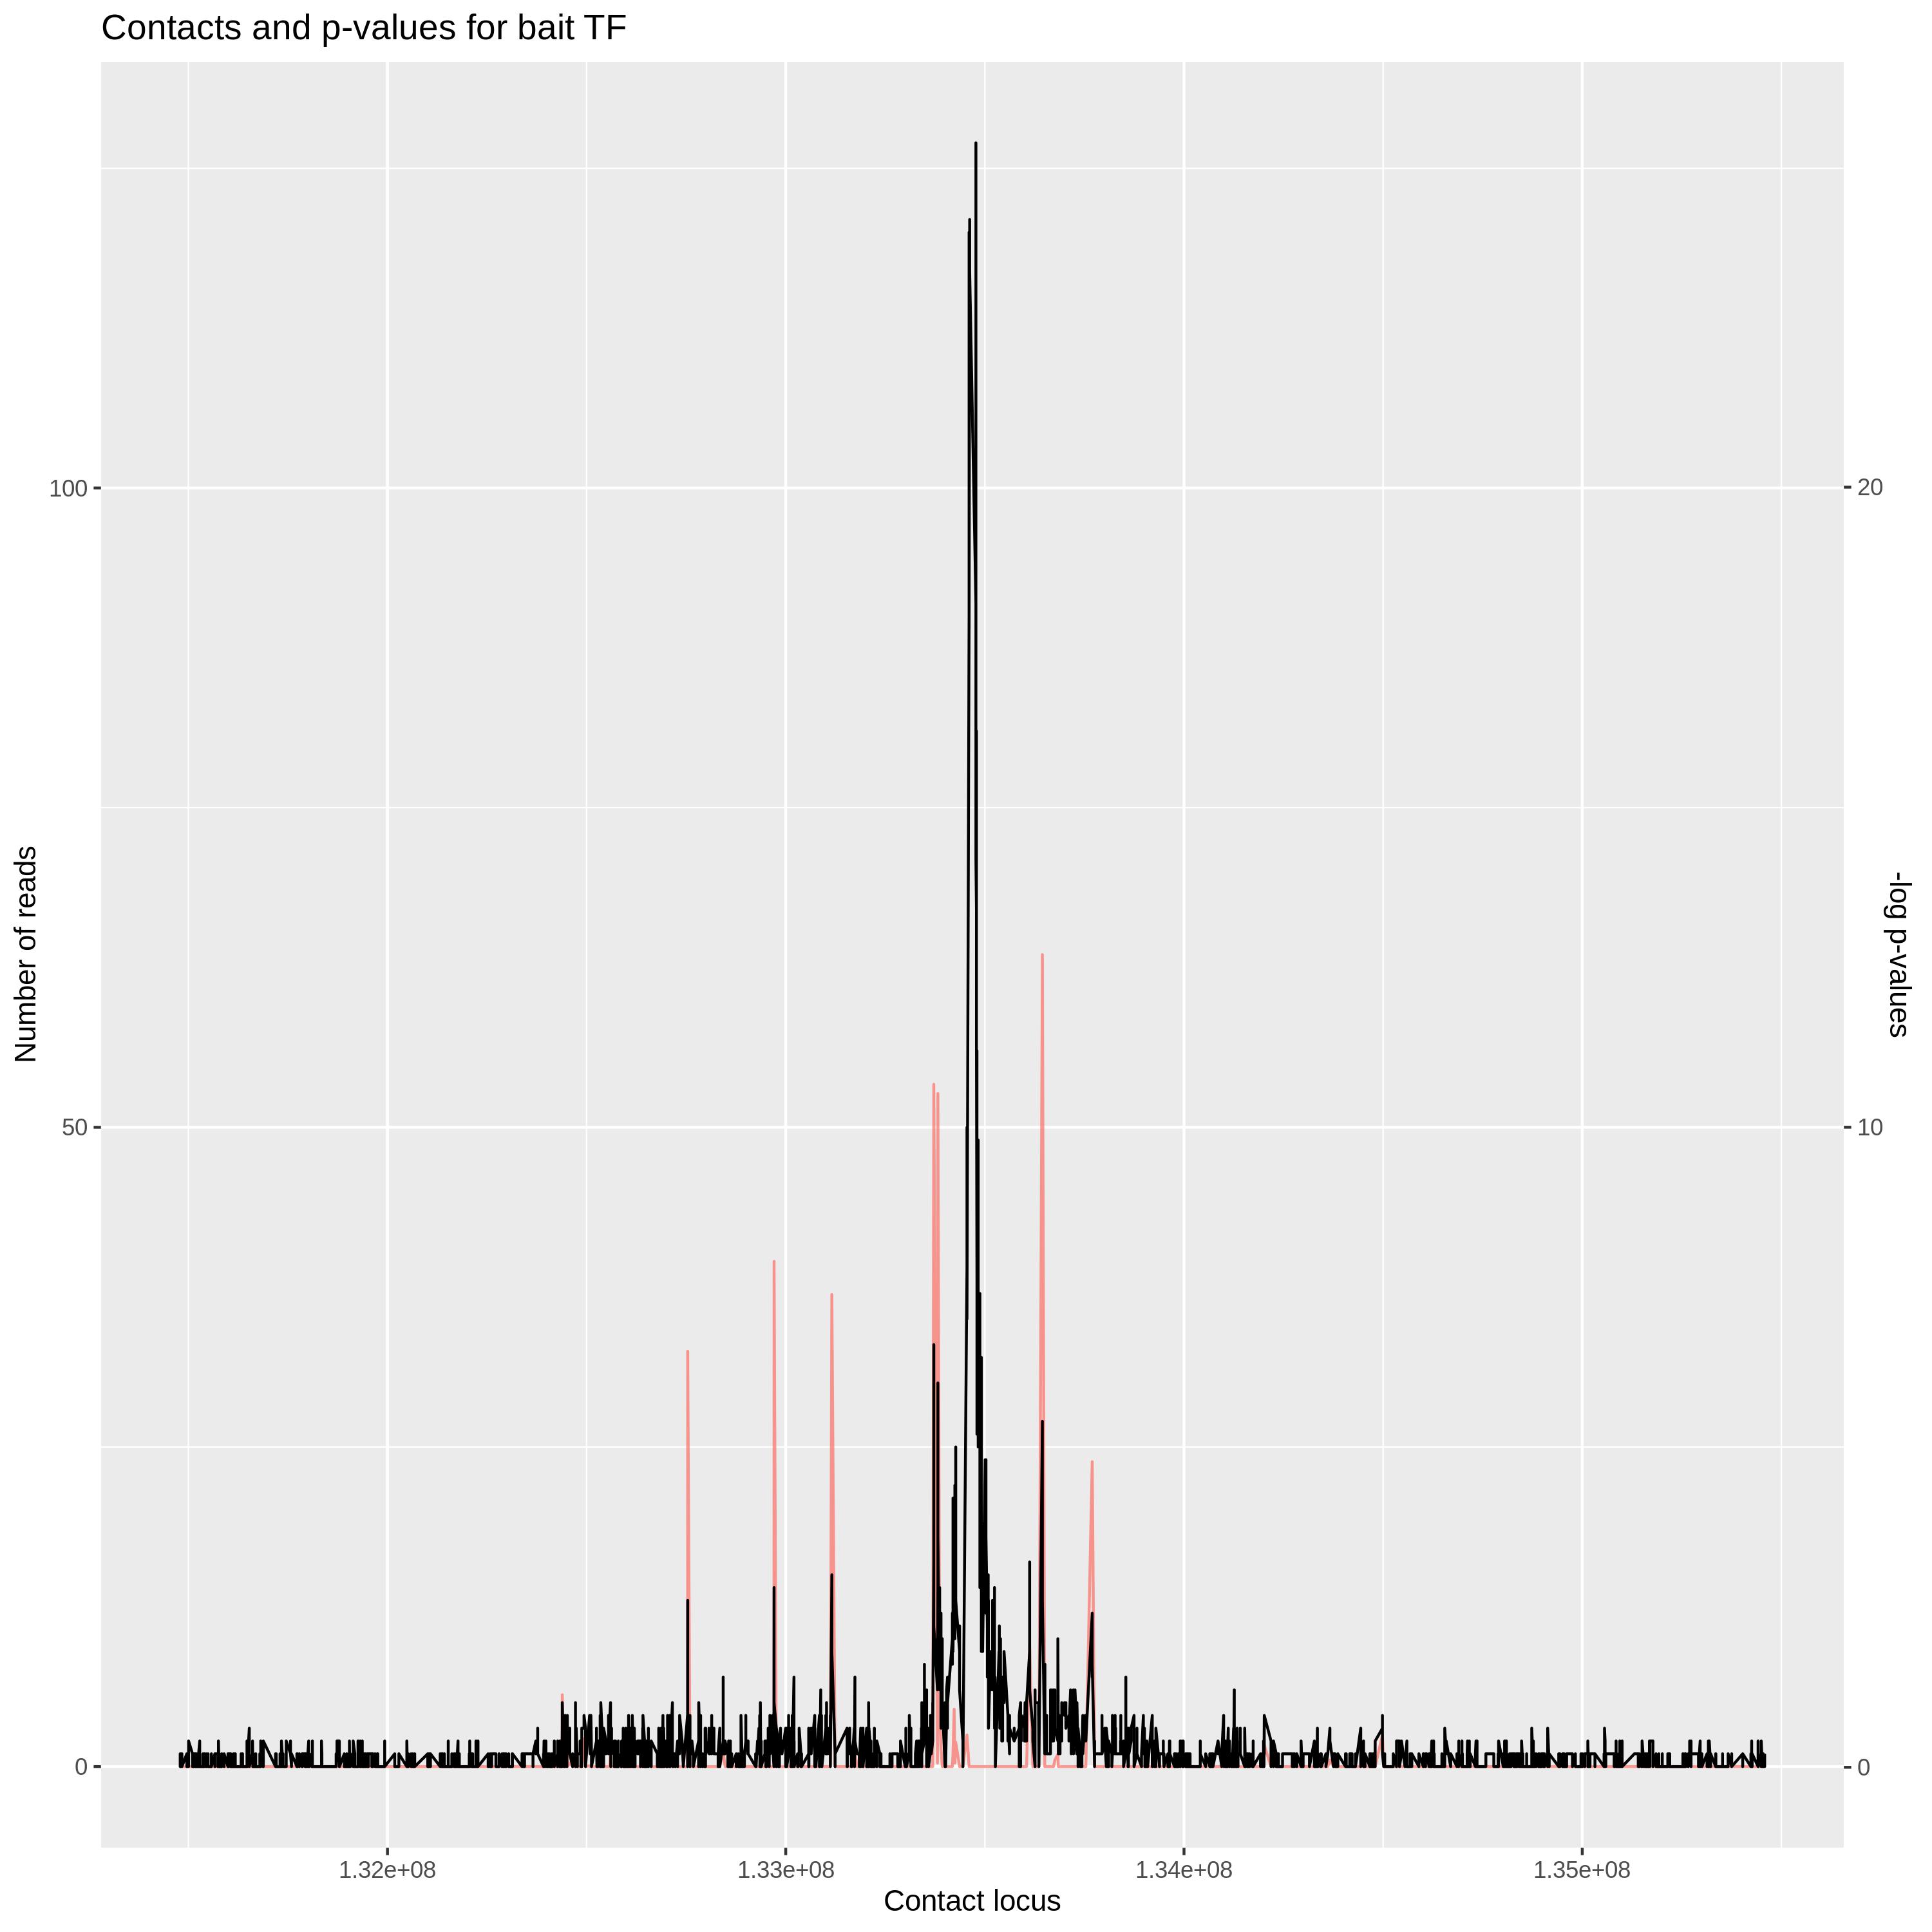 Contacts and p-values for bait TF
Number of reads
100
50
0
20
10
0
-log p-values
1.32e+08
1.33e+08
1.34e+08
1.35e+08
Contact locus